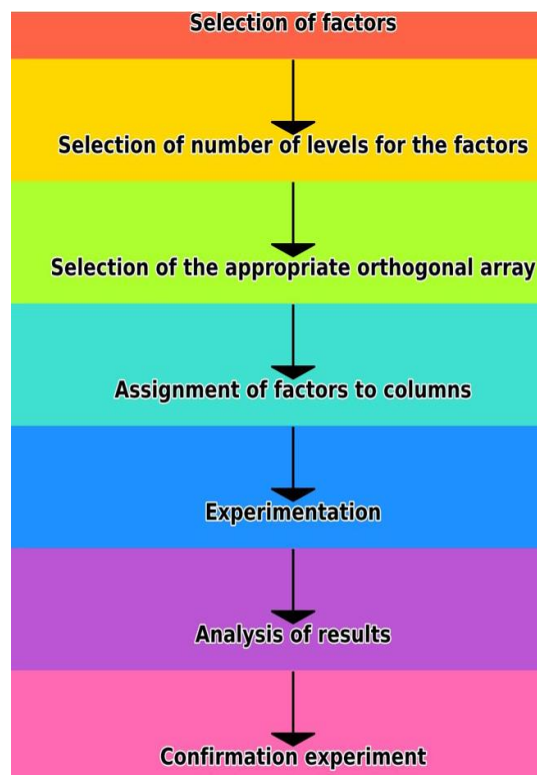 Selection of factors
Selection of number of levels for the factors
Selection of the appropriate orthogonal array
Assignment of factors to columns
Experimentation
Analysis of results
Confirmation experiment